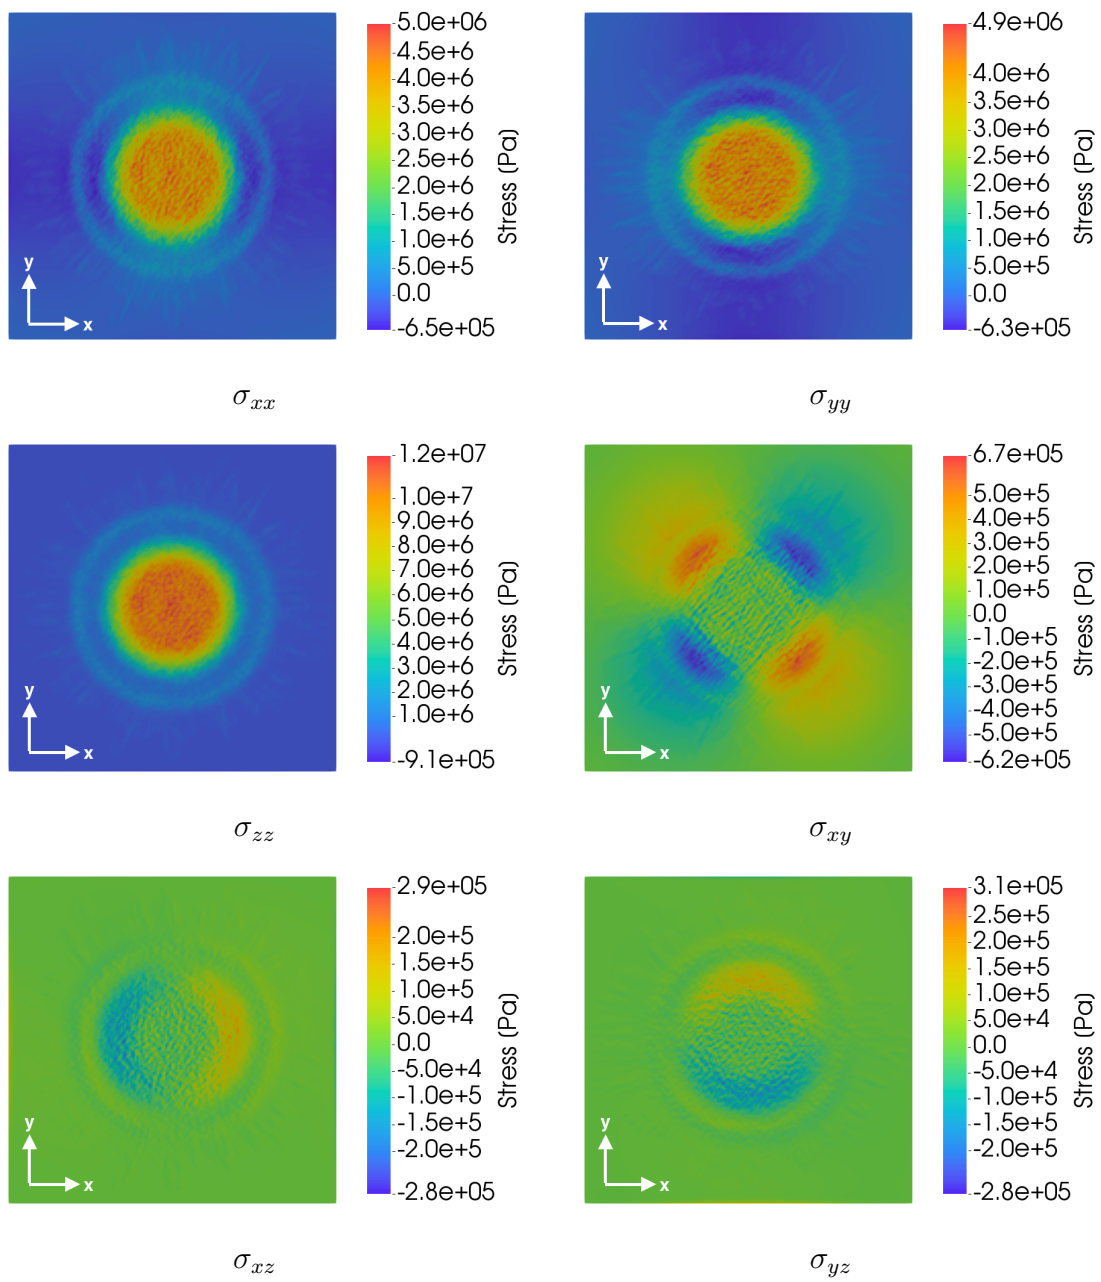 5.0e+06
4.5e+6
4.0e+6
3.5e+6
3.0e+6
2.5e+6
2.0e+6
1.5e+6
1.0e+6
5.0e+5
0.0
-6.5e+05
Stress (Pa)
y
x
σxx
4.9e+06
4.0e+6
3.5e+6
3.0e+6
2.5e+6
2.0e+6
1.5e+6
1.0e+6
5.0e+5
0.0
-6.3e+05
Stress (Pa)
y
x
σyy
1.2e+07
1.0e+7
9.0e+6
8.0e+6
7.0e+6
6.0e+6
5.0e+6
4.0e+6
3.0e+6
2.0e+6
1.0e+6
-9.1e+05
Stress (Pa)
y
x
σzz
6.7e+05
5.0e+5
4.0e+5
3.0e+5
2.0e+5
1.0e+5
0.0
-1.0e+5
-2.0e+5
-3.0e+5
-4.0e+5
-5.0e+5
-6.2e+05
Stress (Pa)
y
x
σxy
2.9e+05
2.0e+5
1.5e+5
1.0e+5
5.0e+4
0.0
-5.0e+4
-1.0e+5
-1.5e+5
-2.0e+5
-2.8e+05
Stress (Pa)
y
x
σxz
3.1e+05
2.5e+5
2.0e+5
1.5e+5
1.0e+5
5.0e+4
0.0
-5.0e+4
-1.0e+5
-1.5e+5
-2.0e+5
-2.8e+05
Stress (Pa)
y
x
σyz